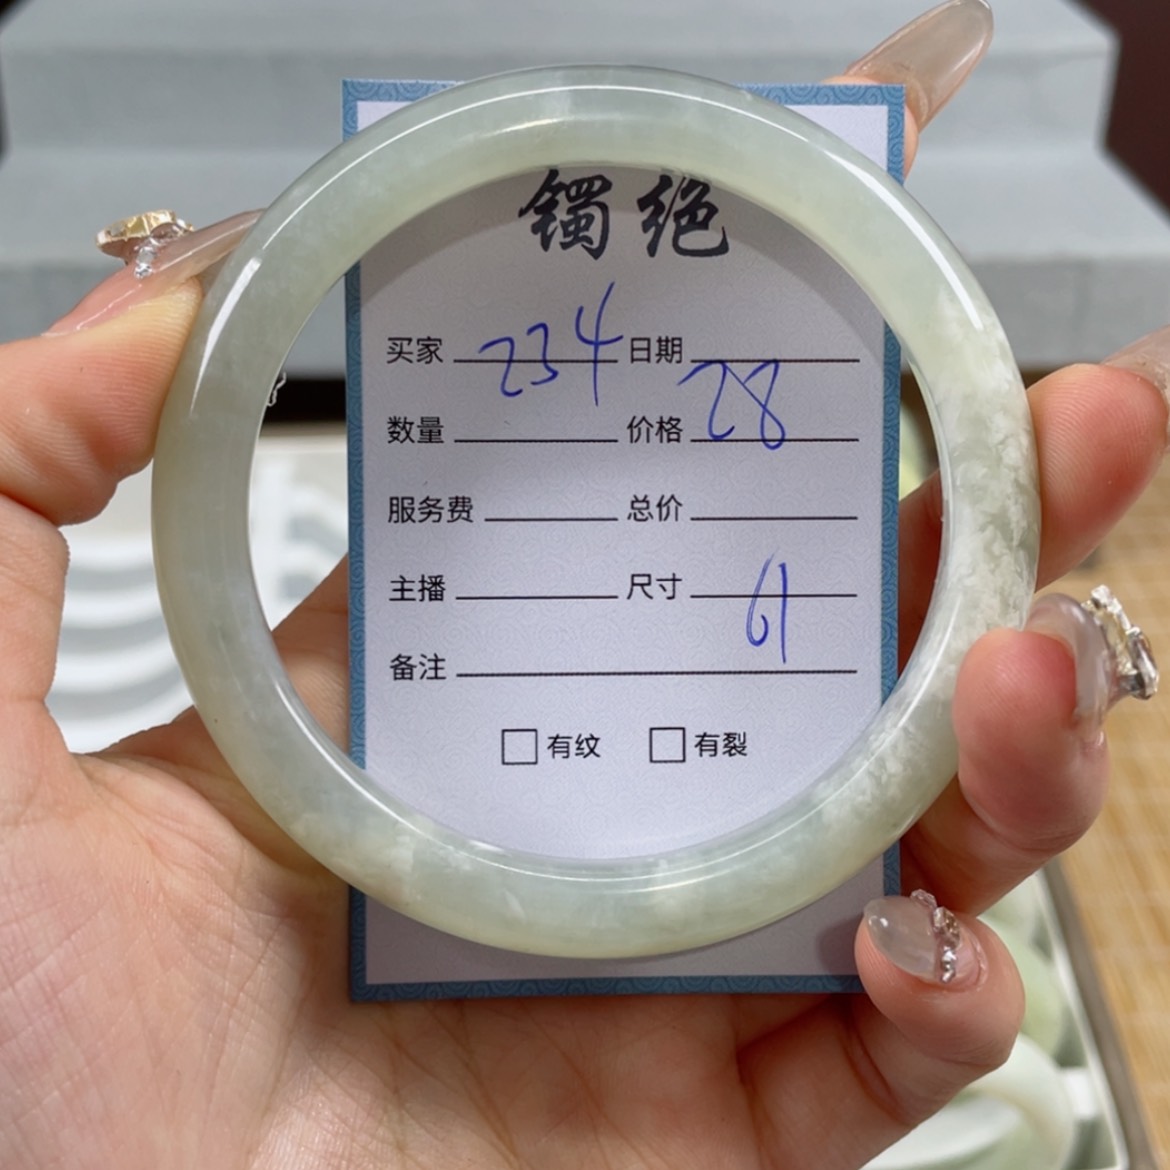 镯绝
买家 234 日期
数量 价格 28
服务费 总价
主播 尺寸 61
备注
□有纹 □有裂